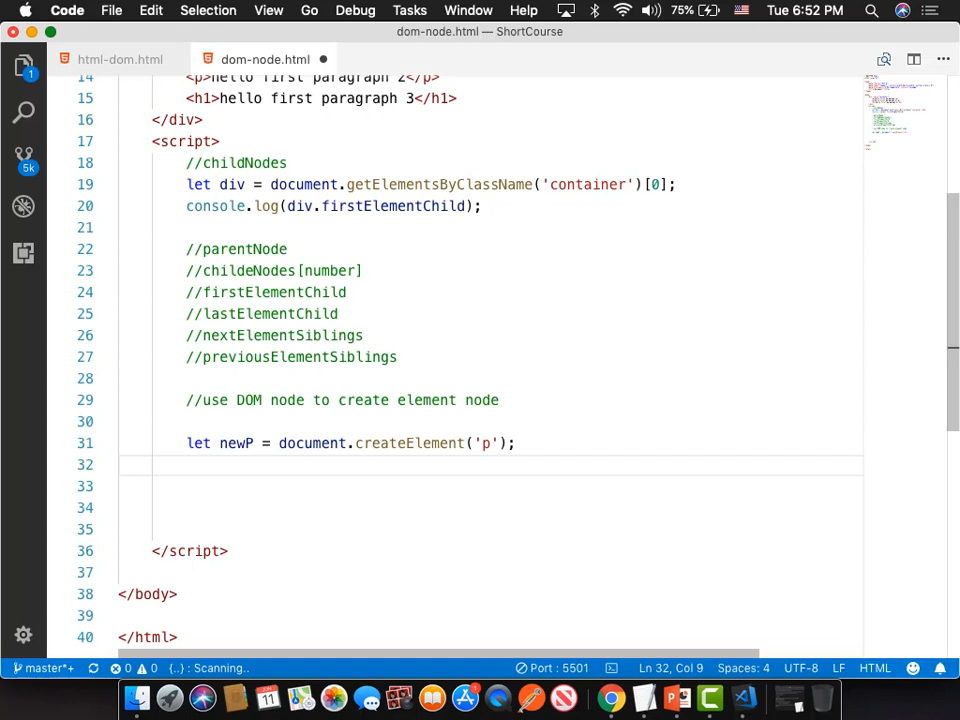 Code File Edit Selection View Go Debug Tasks Window Help 75% Tue 6:52 PM
dom-node.html — ShortCourse
1 html-dom.html dom-node.html
14 <p>hello first paragraph 2</p>
15 <h1>hello first paragraph 3</h1>
16 </div>
17 <script>
18 //childNodes
19 let div = document.getElementsByClassName('container')[0];
20 console.log(div.firstElementChild);
21
22 //parentNode
23 //childeNodes[number]
24 //firstElementChild
25 //lastElementChild
26 //nextElementSiblings
27 //previousElementSiblings
28
29 //use DOM node to create element node
30
31 let newP = document.createElement('p');
32
33
34
35
36 </script>
37
38 </body>
39
40 </html>
5k
master*+ 0 0 {..} : Scanning.. Port : 5501 Ln 32, Col 9 Spaces: 4 UTF-8 LF HTML